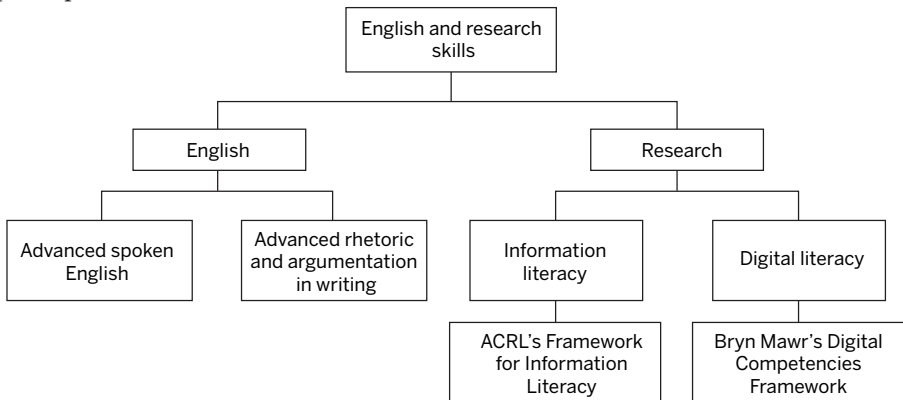 English and research
skills
English
Research
Advanced spoken
English
Advanced rhetoric
and argumentation
in writing
Information
literacy
Digital literacy
ACRL’s Framework
for Information
Literacy
Bryn Mawr’s Digital
Competencies
Framework